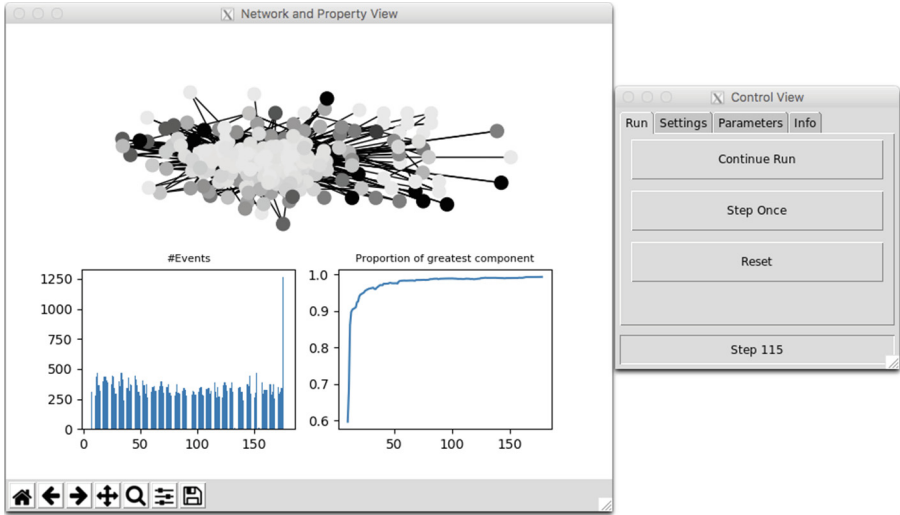 Network and Property View
#Events
1250
1000
750
500
250
0
0 50 100 150
Proportion of greatest component
1.0
0.9
0.8
0.7
0.6
50 100 150
Control View
Run Settings Parameters Info
Continue Run
Step Once
Reset
Step 115